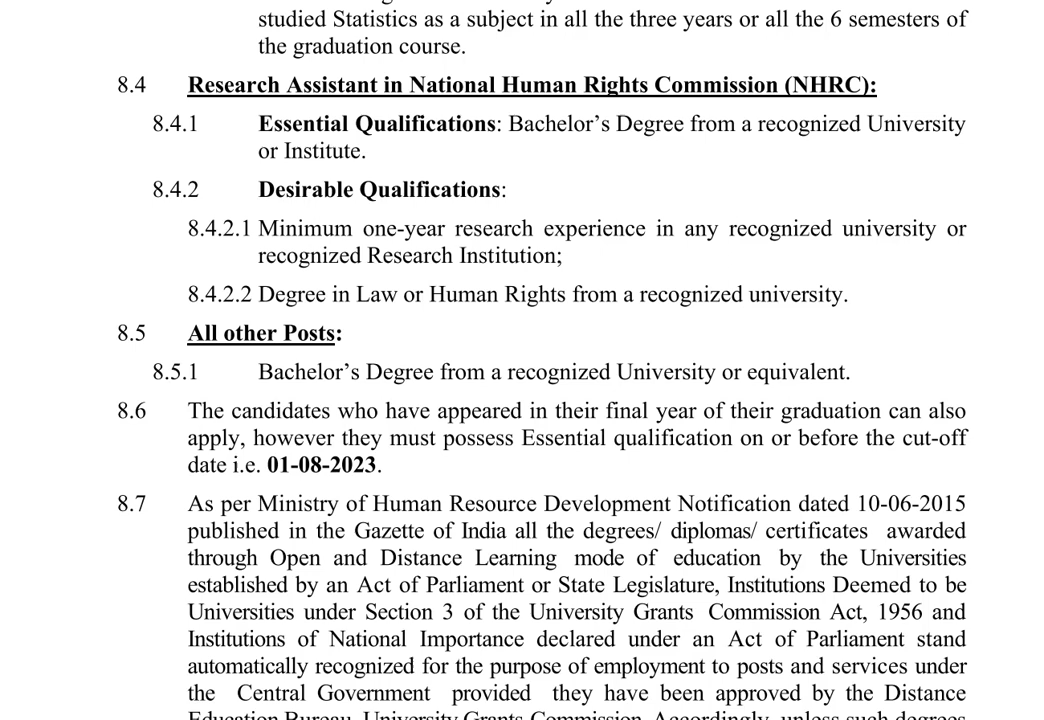 studied Statistics as a subject in all the three years or all the 6 semesters of
the graduation course.
8.4 Research Assistant in National Human Rights Commission (NHRC):
8.4.1 Essential Qualifications: Bachelor’s Degree from a recognized University
or Institute.
8.4.2 Desirable Qualifications:
8.4.2.1 Minimum one-year research experience in any recognized university or
recognized Research Institution;
8.4.2.2 Degree in Law or Human Rights from a recognized university.
8.5 All other Posts:
8.5.1 Bachelor’s Degree from a recognized University or equivalent.
8.6 The candidates who have appeared in their final year of their graduation can also
apply, however they must possess Essential qualification on or before the cut-off
date i.e. 01-08-2023.
8.7 As per Ministry of Human Resource Development Notification dated 10-06-2015
published in the Gazette of India all the degrees/ diplomas/ certificates awarded
through Open and Distance Learning mode of education by the Universities
established by an Act of Parliament or State Legislature, Institutions Deemed to be
Universities under Section 3 of the University Grants Commission Act, 1956 and
Institutions of National Importance declared under an Act of Parliament stand
automatically recognized for the purpose of employment to posts and services under
the Central Government provided they have been approved by the Distance
Education Bureau, University Grants Commission. Accordingly, unless such degrees